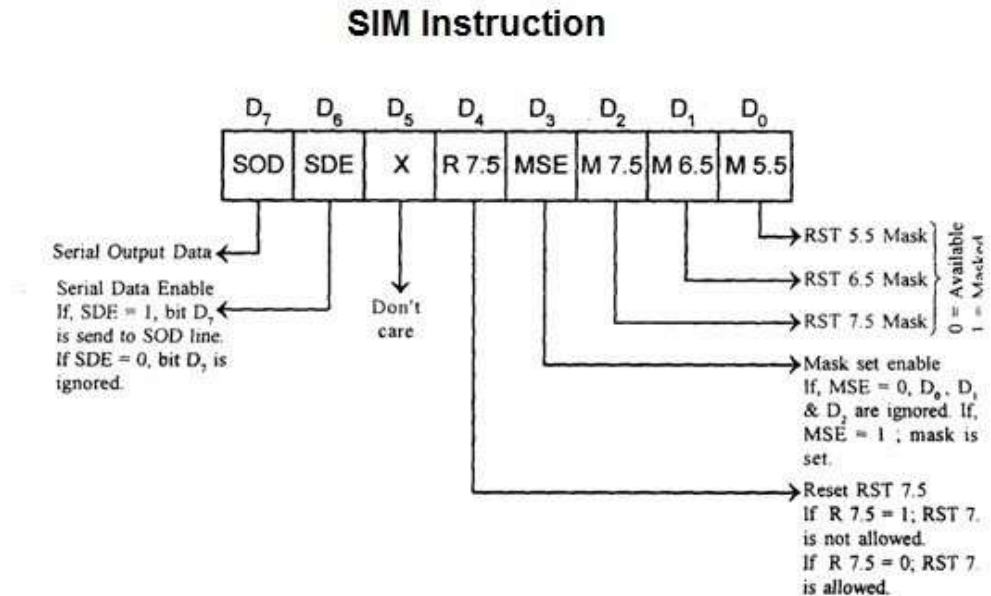 SIM Instruction
D7 D6 D5 D4 D3 D2 D1 D0
SOD SDE X R 7.5 MSE M 7.5 M 6.5 M 5.5
Serial Output Data
Serial Data Enable
If, SDE = 1, bit D7
is send to SOD line.
If SDE = 0, bit D7 is
ignored.
Don't
care
RST 5.5 Mask
RST 6.5 Mask
RST 7.5 Mask
0 = Available
1 = Masked
Mask set enable
If, MSE = 0, D0, D1
& D2 are ignored. If,
MSE = 1 ; mask is
set.
Reset RST 7.5
If R 7.5 = 1; RST 7.
is not allowed.
If R 7.5 = 0; RST 7.
is allowed.